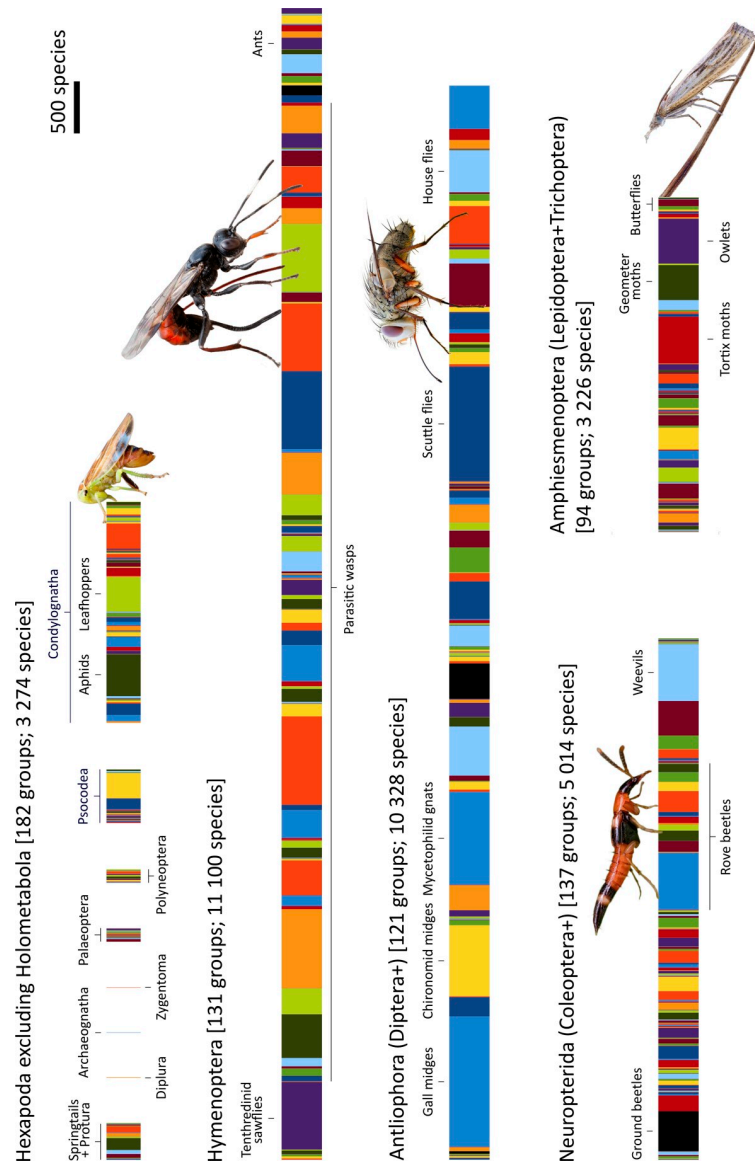 500 species
Hexapoda excluding Holometabola [182 groups; 3 274 species]
Springtails
+ Protura
Diplura
Archaeognatha
Zygentoma
Palaeoptera
Polyneoptera
Psocodea
Condylognatha
Aphids
Leafhoppers
Hymenoptera [131 groups; 11 100 species]
Tenthredinid
sawflies
Parasitic wasps
Ants
Antliophora (Diptera+) [121 groups; 10 328 species]
Gall midges
Chironomid midges
Mycetophilid gnats
Scuttle flies
House flies
Neuropterida (Coleoptera+) [137 groups; 5 014 species]
Ground beetles
Rove beetles
Weevils
Amphiesmenoptera (Lepidoptera+Trichoptera)
[94 groups; 3 226 species]
Tortix moths
Geometer
moths
Owlets
Butterflies